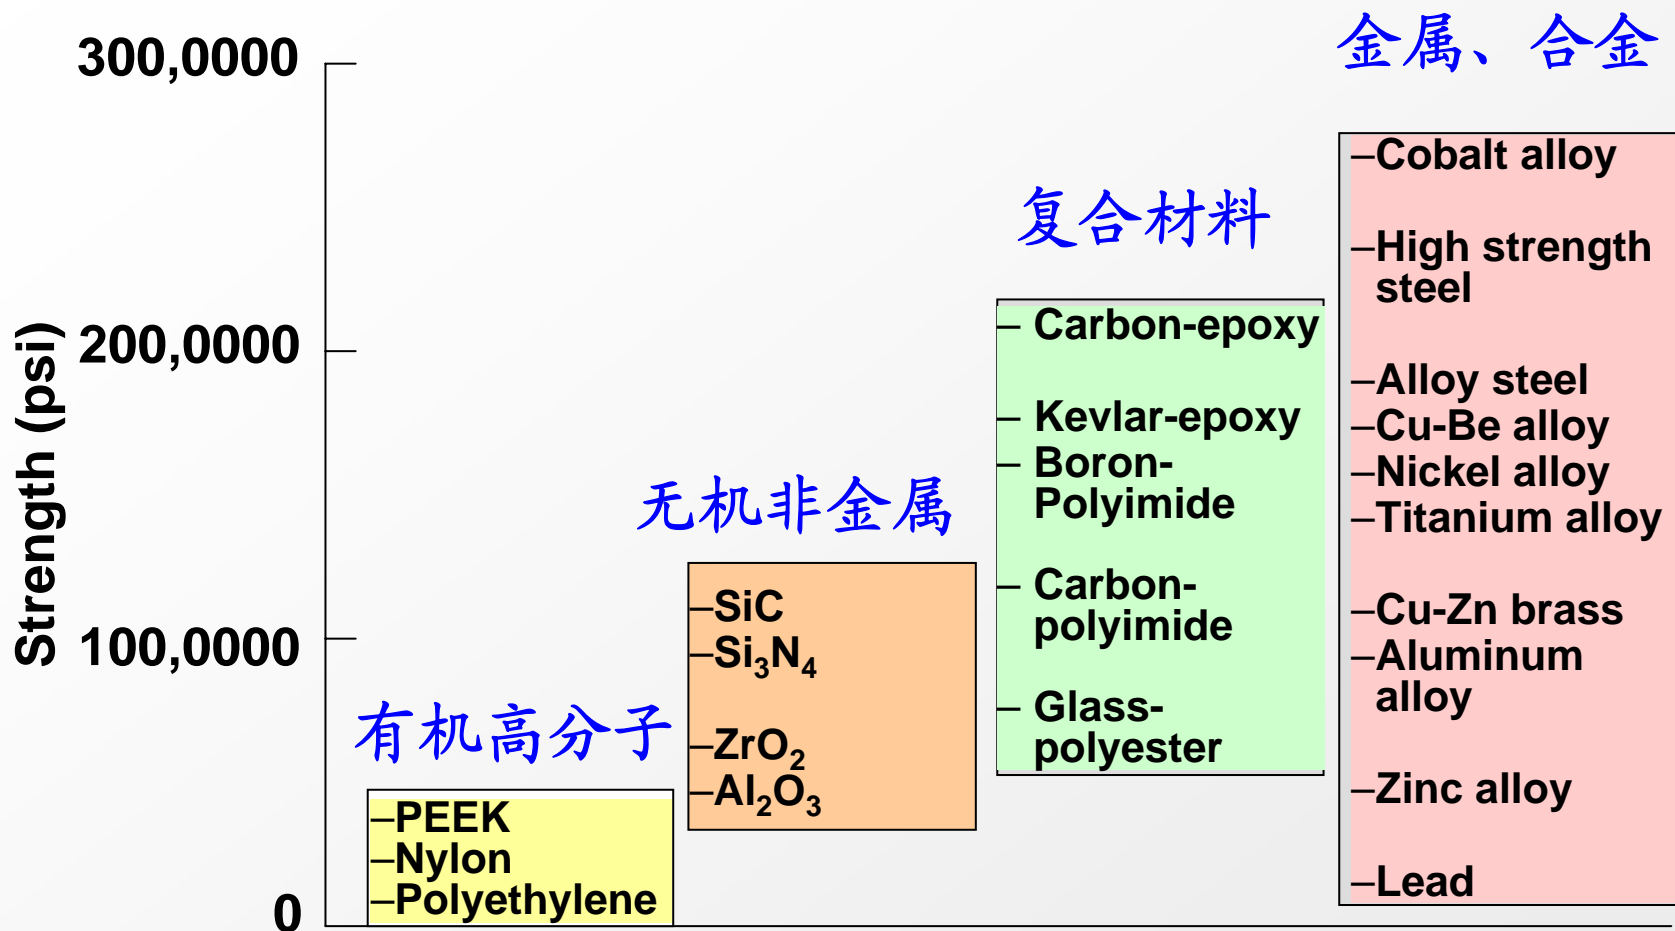 Strength (psi)
300,0000
200,0000
100,0000
0
有机高分子
–PEEK
–Nylon
–Polyethylene
无机非金属
–SiC
–Si₃N₄
–ZrO₂
–Al₂O₃
复合材料
– Carbon-epoxy
– Kevlar-epoxy
– Boron-
Polyimide
– Carbon-
polyimide
– Glass-
polyester
金属、合金
–Cobalt alloy
–High strength
steel
–Alloy steel
–Cu-Be alloy
–Nickel alloy
–Titanium alloy
–Cu-Zn brass
–Aluminum
alloy
–Zinc alloy
–Lead